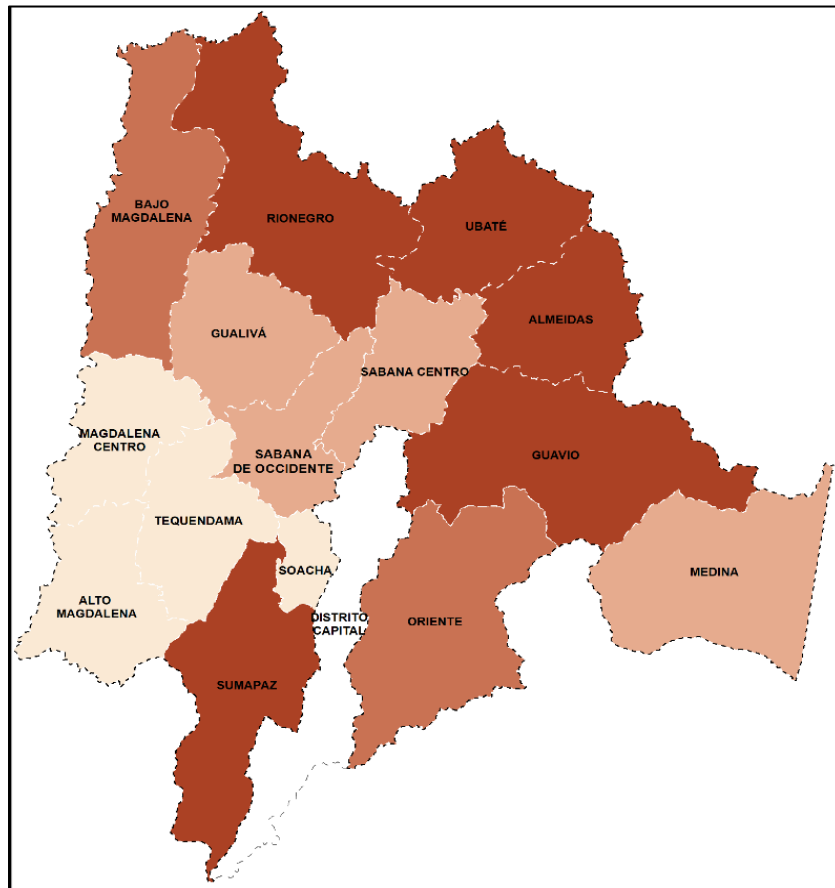 BAJO
MAGDALENA
RIONEGRO
UBATÉ
ALMEIDAS
GUALIVÁ
SABANA CENTRO
MAGDALENA
CENTRO
SABANA
DE OCCIDENTE
GUAVIO
TEQUENDAMA
SOACHA
MEDINA
ALTO
MAGDALENA
DISTRITO
CAPITAL
ORIENTE
SUMAPAZ